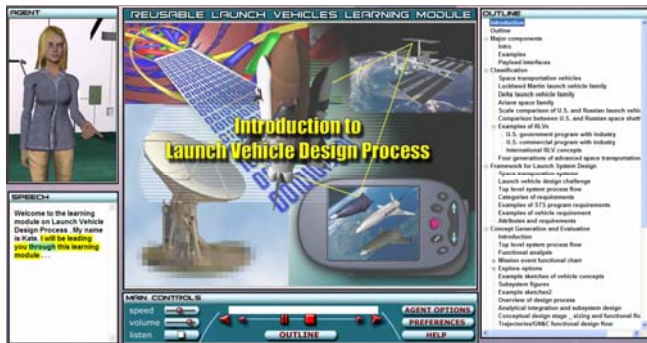 AGENT
REUSABLE LAUNCH VEHICLES LEARNING MODULE
OUTLINE
Introduction to
Launch Vehicle Design Process
SPEECH
Welcome to the learning
module on Launch Vehicle
Design Process . My name
is Kate. I will be leading
you through this learning
module . . .
MAIN CONTROLS
speed
volume
listen
OUTLINE
AGENT OPTIONS
PREFERENCES
HELP
Introduction
Outline
Major components
Intro
Examples
Payload interfaces
Classification
Space transportation vehicles
Lockheed Martin launch vehicle family
Delta launch vehicle family
Ariane space family
Scale comparison of U.S. and Russian launch vehic
Comparison between U.S. and Russian space shutt
Examples of RLVs
U.S. government program with industry
U.S. commercial program with industry
International RLV concepts
Four generations of advanced space transportation
Framework for Launch System Design
Space transportation systems
Launch vehicle design challenge
Top level system process flow
Categories of requirements
Examples of STS program requirements
Examples of vehicle requirement
Attributes and requirements
Concept Generation and Evaluation
Introduction
Top level system process flow
Functional analysis
Mission event functional chart
Explore options
Example sketches of vehicle concepts
Subsystem figures
Example sketches2
Overview of design process
Analytical integration and subsystem design
Conceptual design stage _ sizing and functional flo
Trajectories/GN&C functional design flow